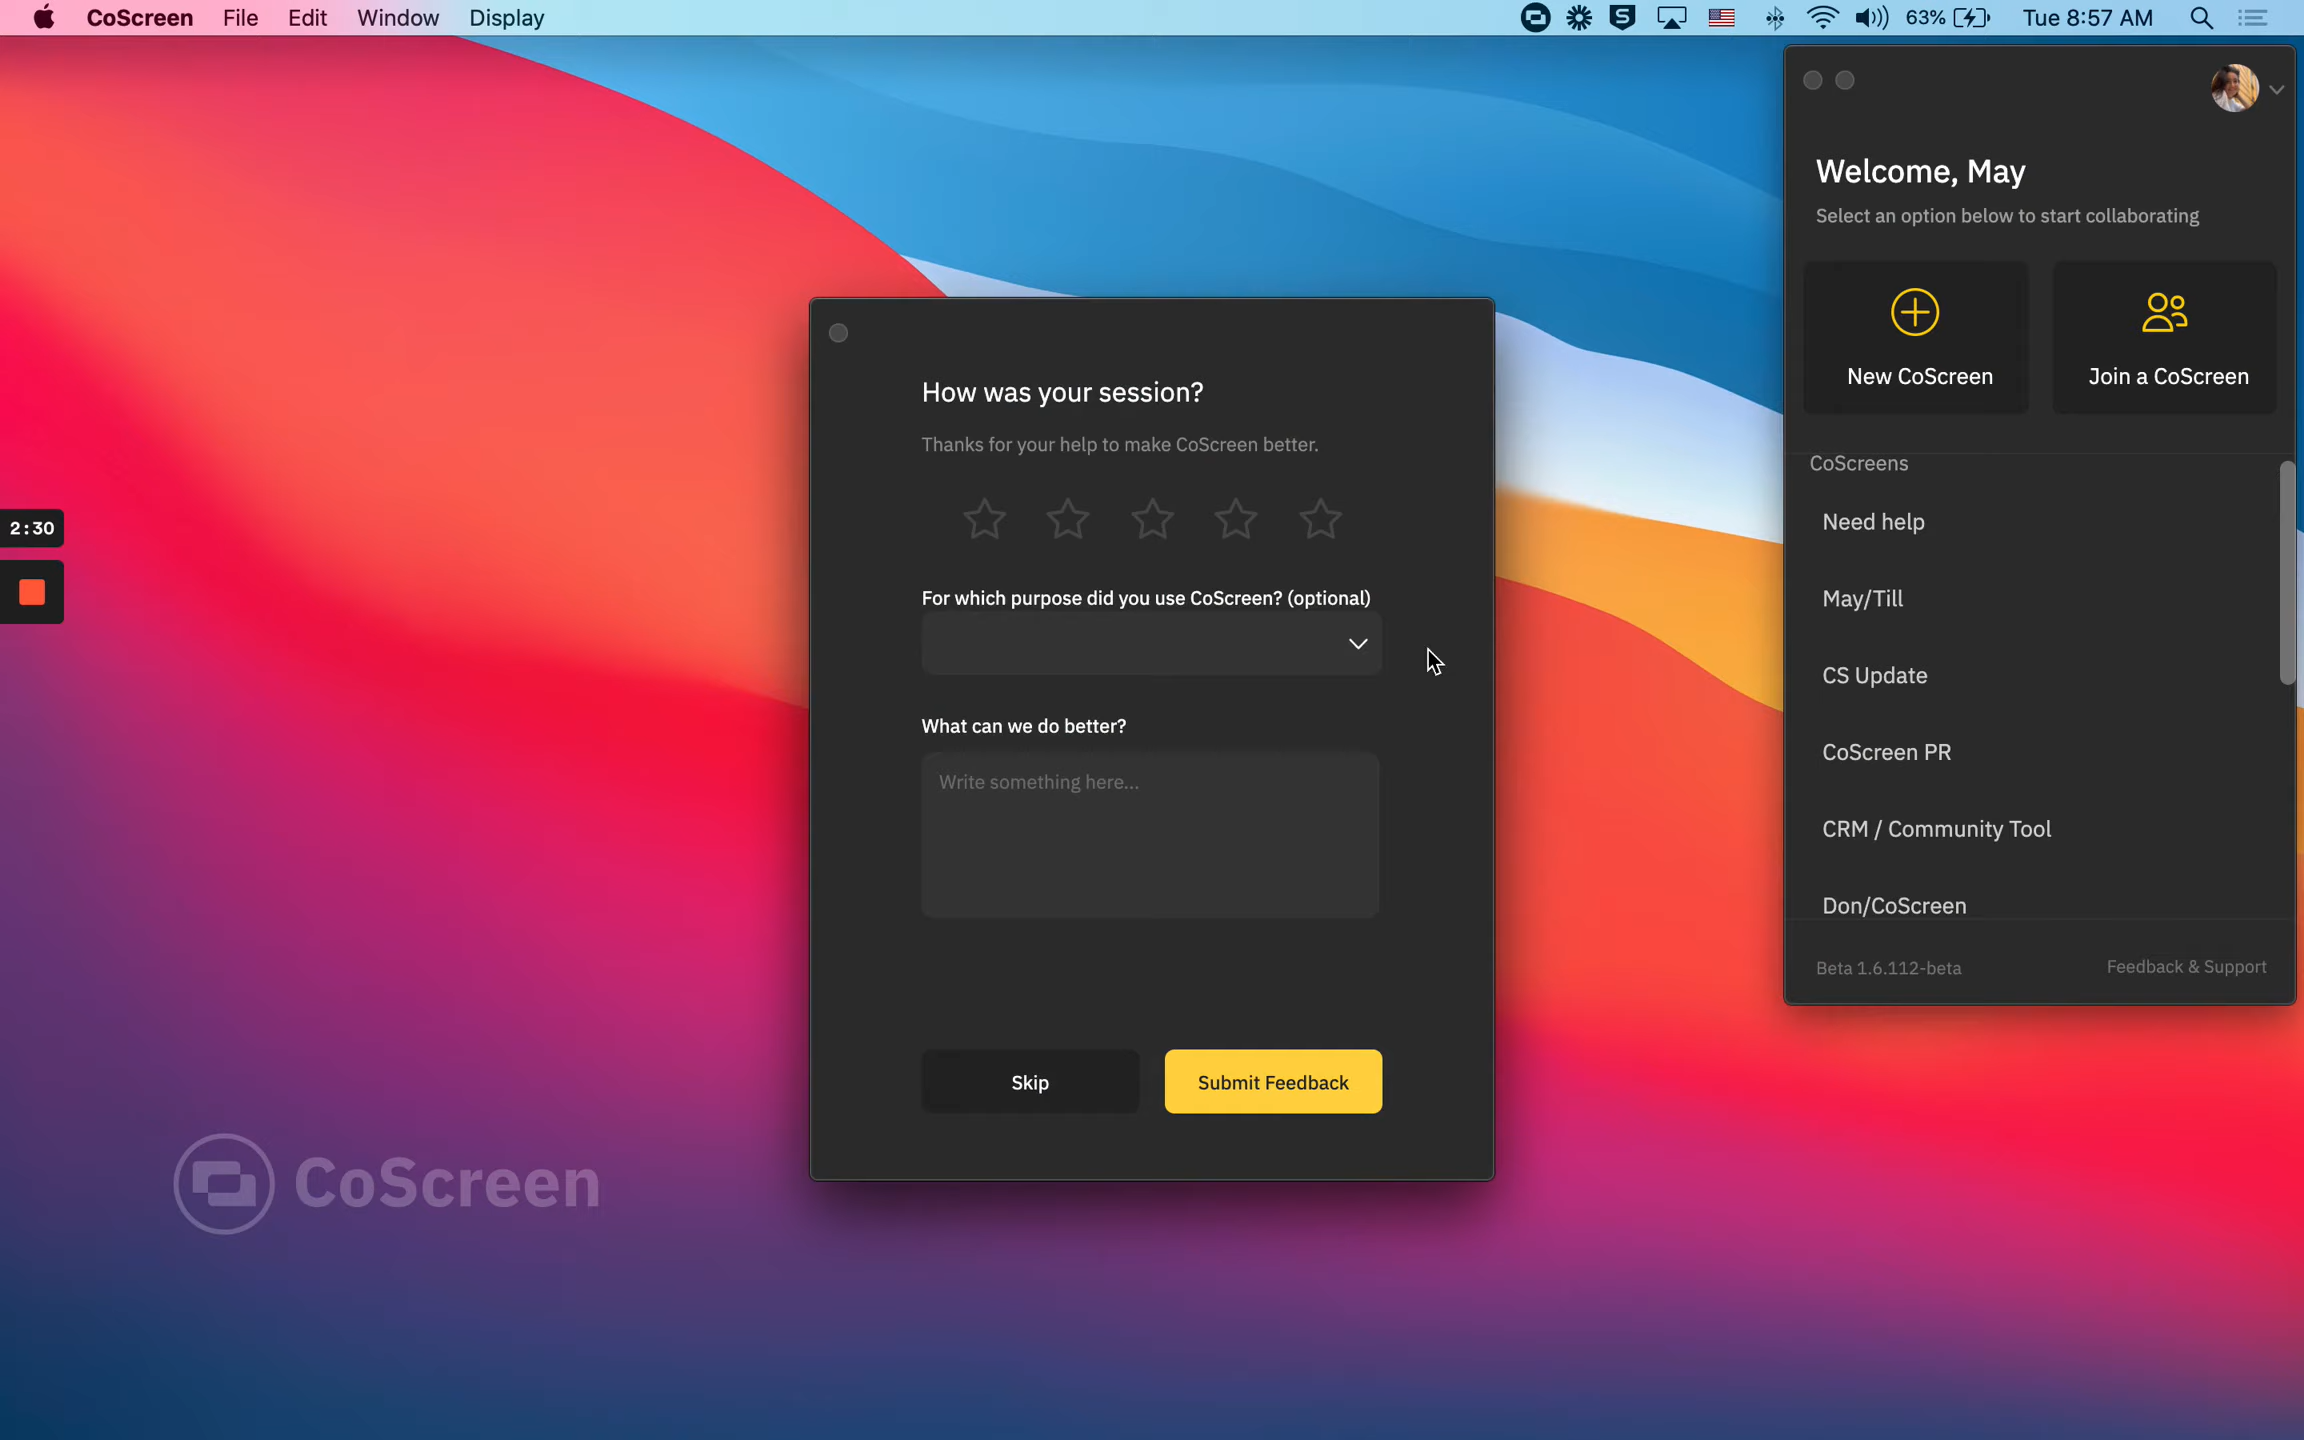 CoScreen File Edit Window Display
63% Tue 8:57 AM
2:30
How was your session?
Thanks for your help to make CoScreen better.
For which purpose did you use CoScreen? (optional)
What can we do better?
Write something here...
Skip
Submit Feedback
CoScreen
Welcome, May
Select an option below to start collaborating
New CoScreen
Join a CoScreen
CoScreens
Need help
May/Till
CS Update
CoScreen PR
CRM / Community Tool
Don/CoScreen
Beta 1.6.112-beta
Feedback & Support